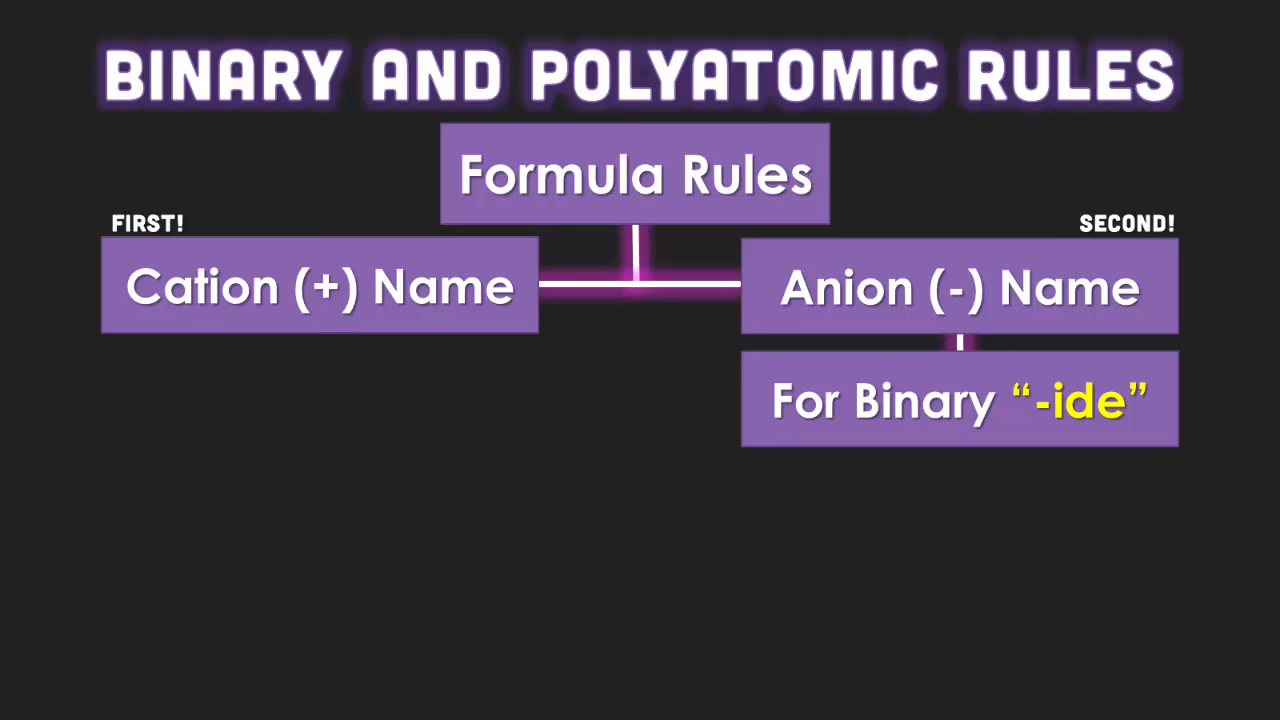 BINARY AND POLYATOMIC RULES
Formula Rules
FIRST!
SECOND!
Cation (+) Name
Anion (-) Name
For Binary “-ide”